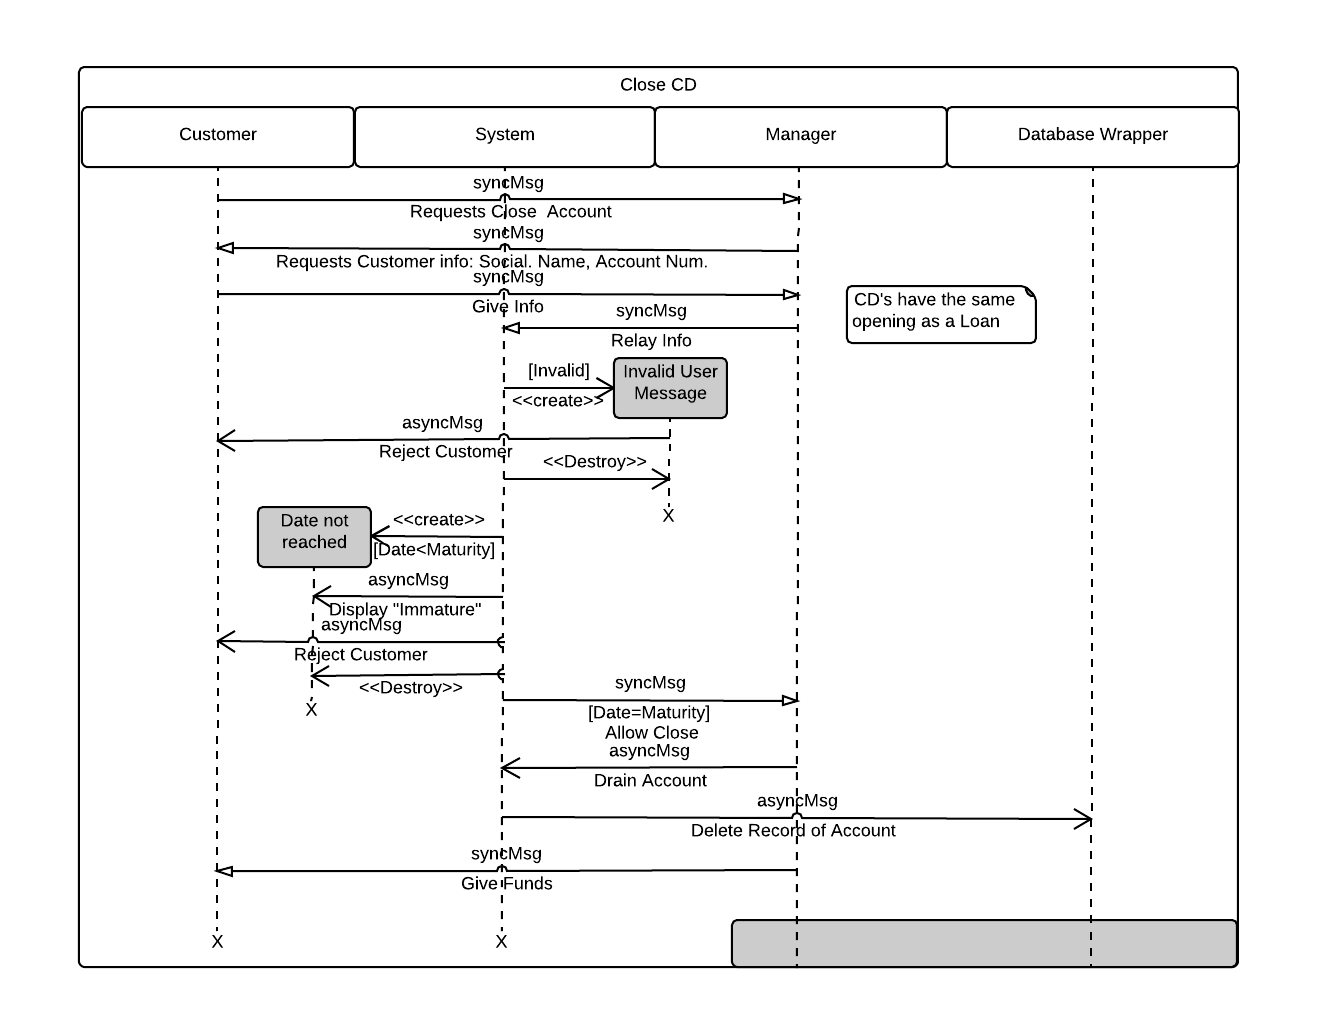 Close CD
Customer
System
Manager
Database Wrapper
syncMsg
Requests Close  Account
syncMsg
Requests Customer info: Social. Name, Account Num.
syncMsg
Give Info
CD's have the same
opening as a Loan
syncMsg
Relay Info
[Invalid]
<<create>>
Invalid User
Message
asyncMsg
Reject Customer
<<Destroy>>
X
Date not
reached
<<create>>
[Date<Maturity]
asyncMsg
Display "Immature"
asyncMsg
Reject Customer
<<Destroy>>
X
syncMsg
[Date=Maturity]
Allow Close
asyncMsg
Drain Account
asyncMsg
Delete Record of Account
syncMsg
Give Funds
X
X